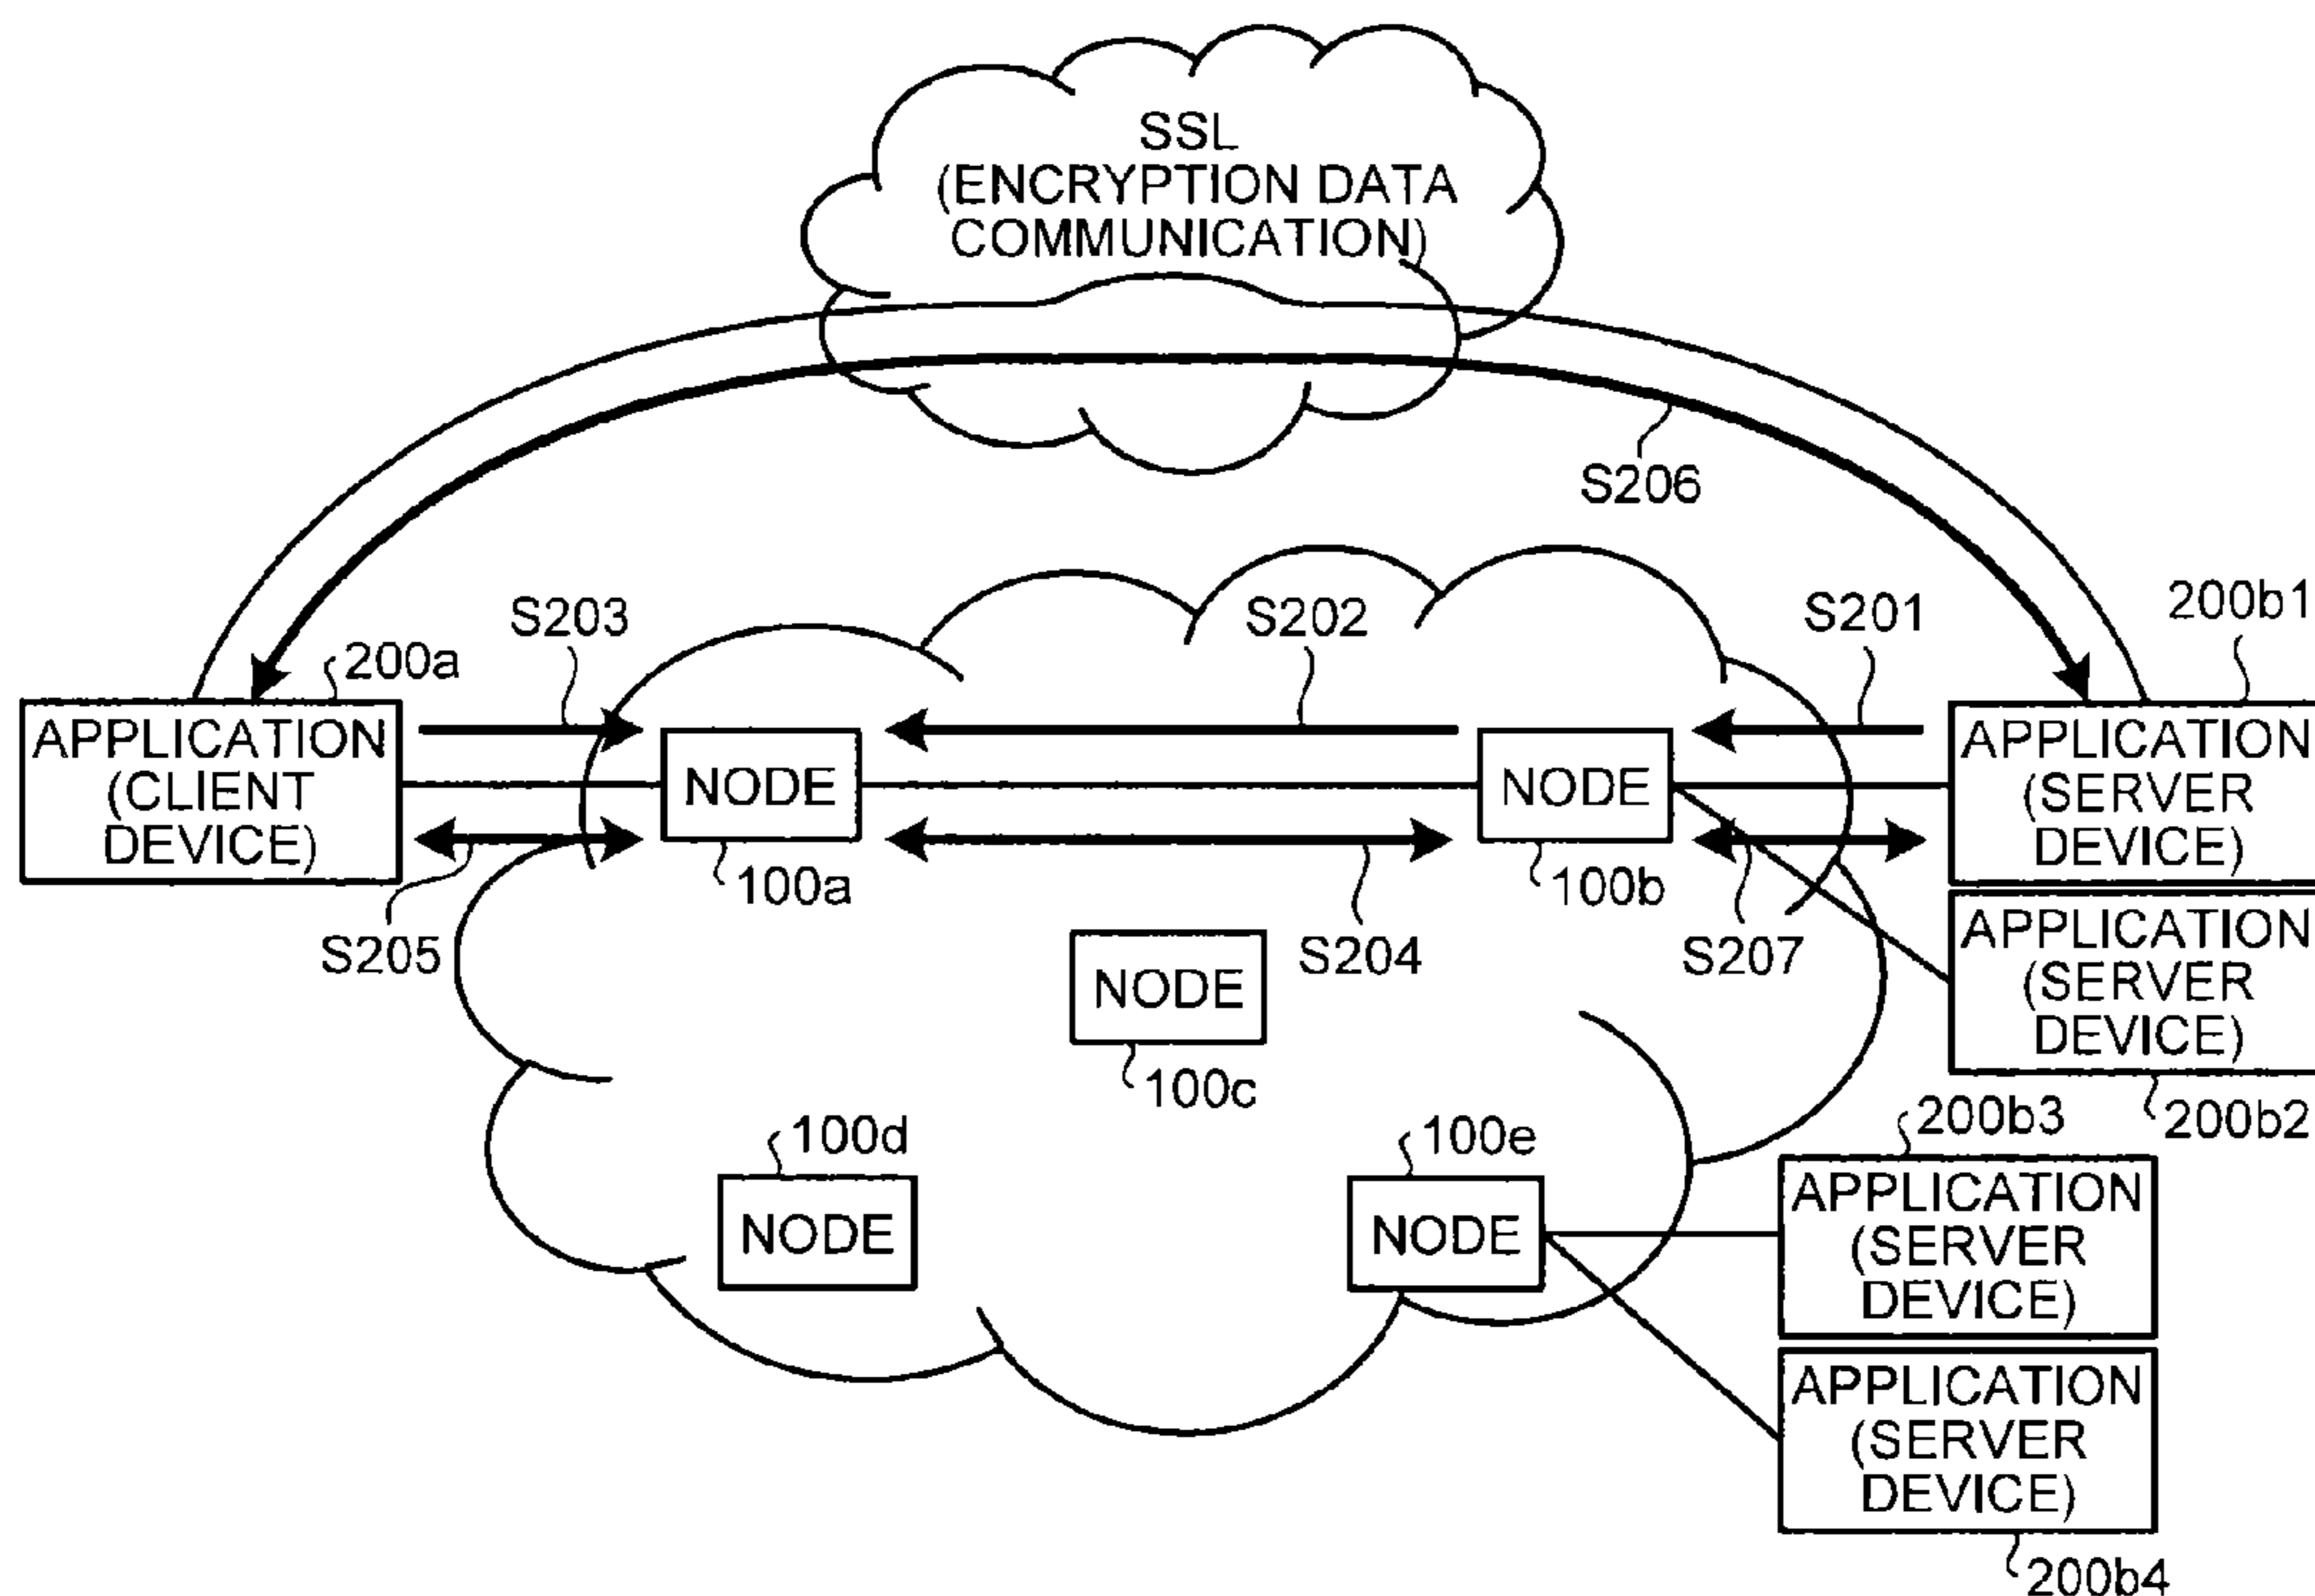 SSL
(ENCRYPTION DATA
COMMUNICATION)
S206
S203
S202
S201
200b1
200a
APPLICATION
(CLIENT
DEVICE)
NODE
NODE
APPLICATION
(SERVER
DEVICE)
100a
100b
S205
S204
S207
APPLICATION
(SERVER
DEVICE)
NODE
100c
200b3
200b2
100d
100e
NODE
NODE
APPLICATION
(SERVER
DEVICE)
APPLICATION
(SERVER
DEVICE)
200b4